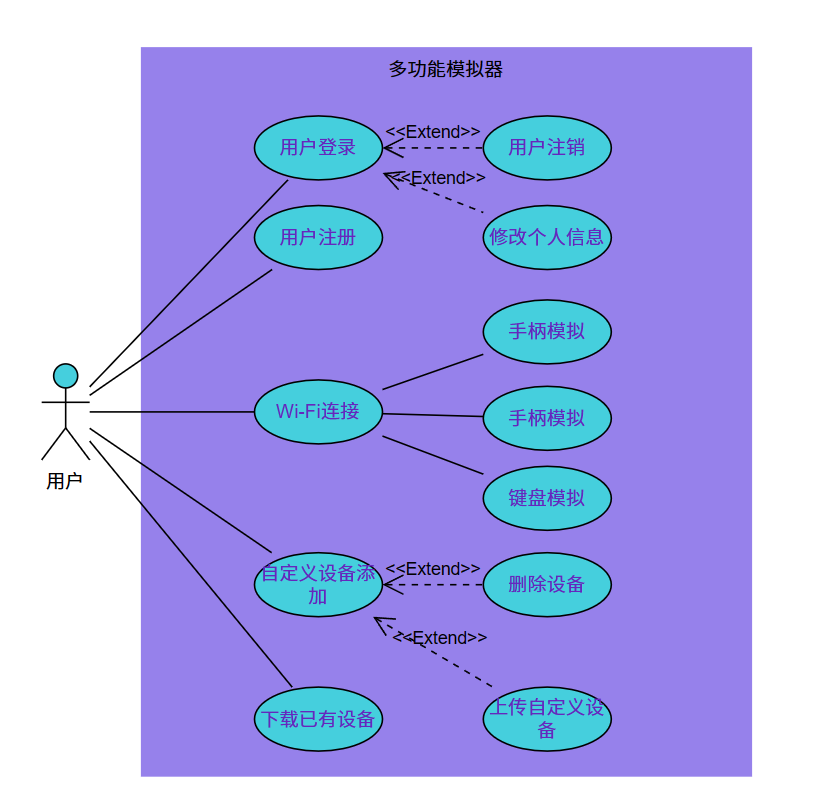 多功能模拟器
用户登录
<<Extend>>
用户注销
<<Extend>>
用户注册
修改个人信息
手柄模拟
Wi-Fi连接
手柄模拟
用户
键盘模拟
自定义设备添
加
<<Extend>>
删除设备
<<Extend>>
下载已有设备
上传自定义设
备